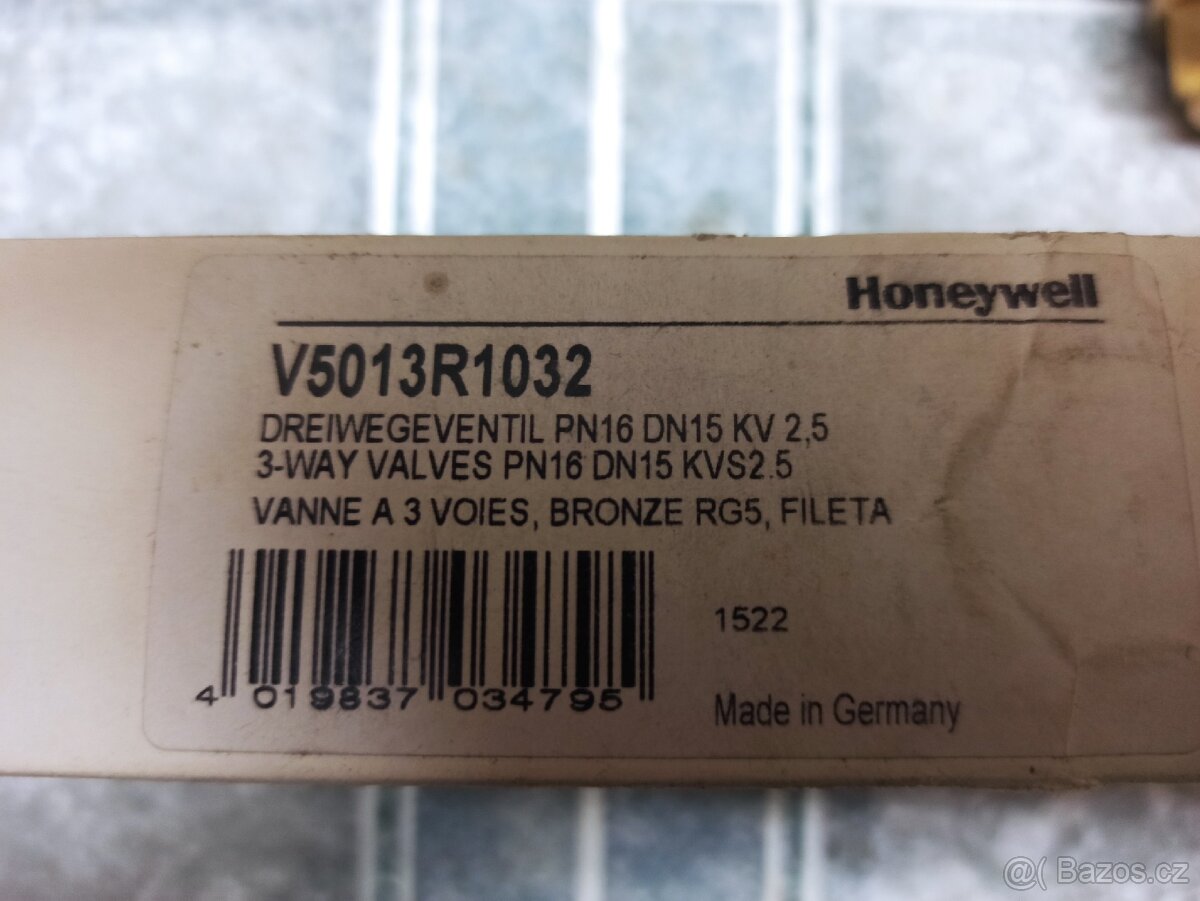 Honeywell
V5013R1032
DREIWEGEVENTIL PN16 DN15 KV 2,5
3-WAY VALVES PN16 DN15 KVS2.5
VANNE A 3 VOIES, BRONZE RG5, FILETA
1522
4 019837 034795
Made in Germany
@( Bazos.cz